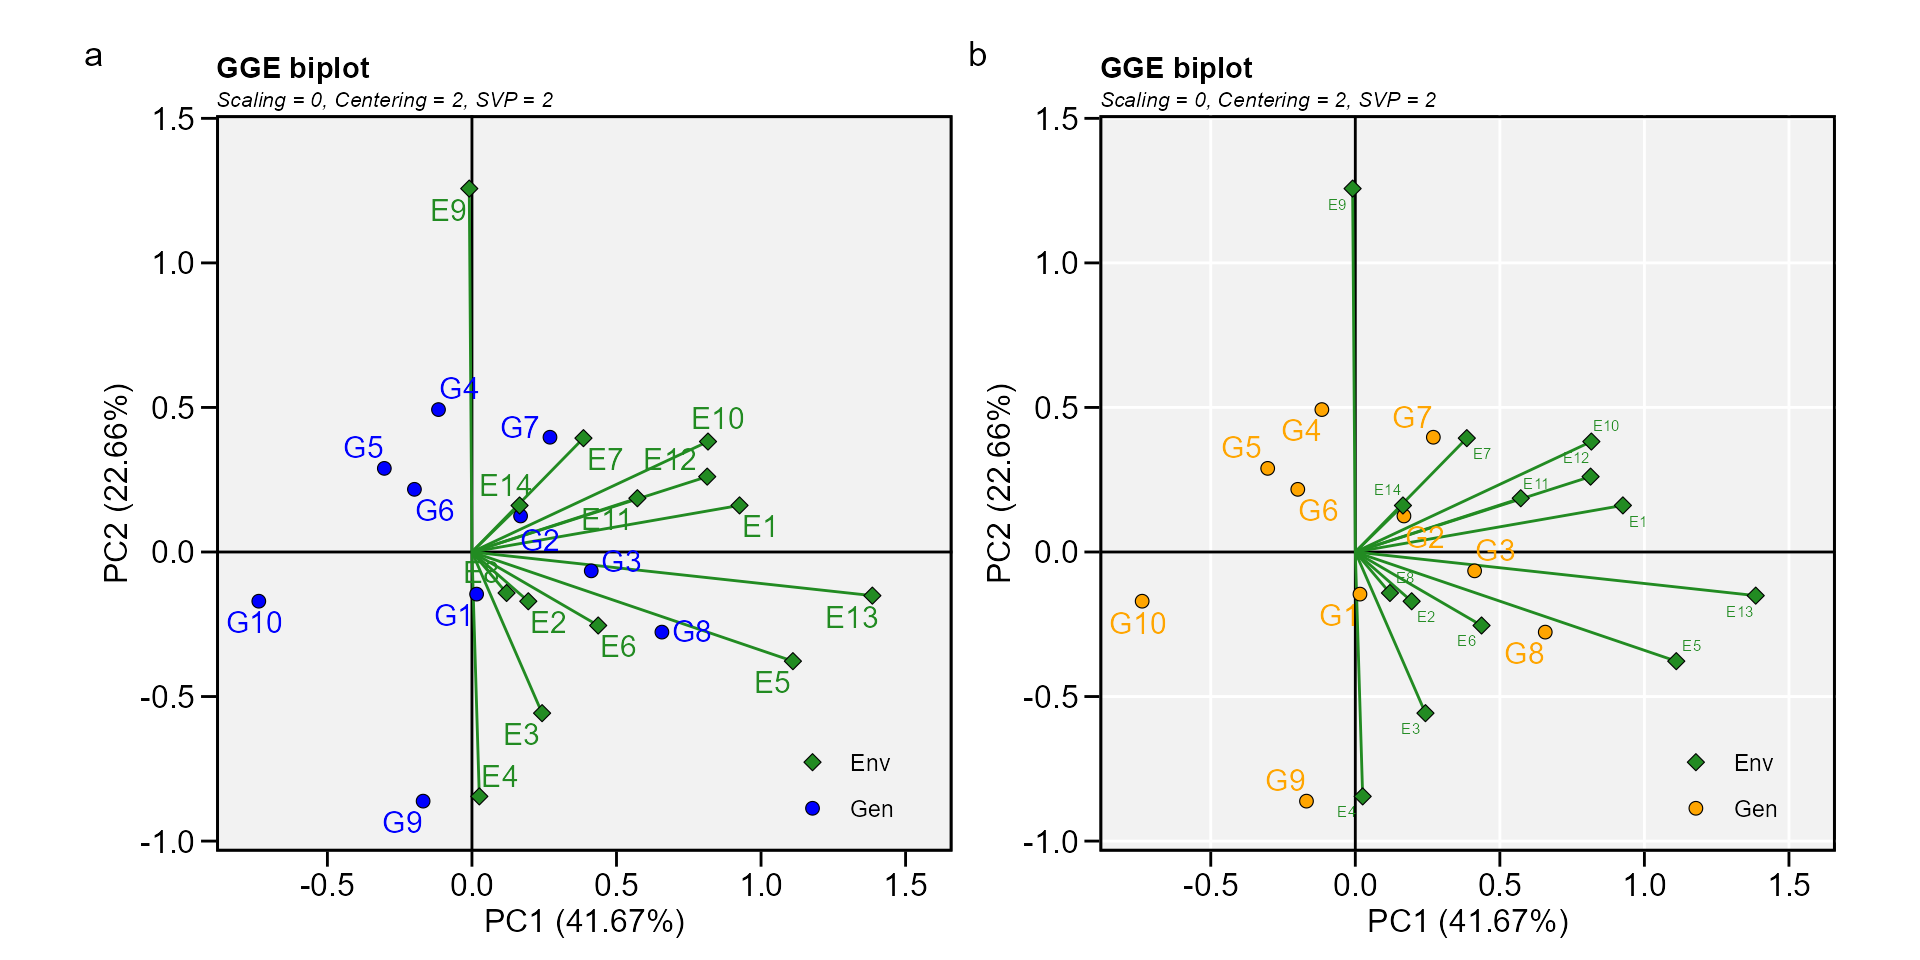 a
GGE biplot
Scaling = 0, Centering = 2, SVP = 2
1.5
1.0
0.5
0.0
-0.5
-1.0
PC2 (22.66%)
E9
G4
G7
E10
G5
E7
E12
E14
G6
E11
E1
G2
G3
E8
G1
E2
E13
G10
G8
E6
E5
E3
E4
G9
Env
Gen
-0.5 0.0 0.5 1.0 1.5
PC1 (41.67%)
b
GGE biplot
Scaling = 0, Centering = 2, SVP = 2
1.5
1.0
0.5
0.0
-0.5
-1.0
PC2 (22.66%)
E9
G7
E10
G4
G5
E7
E12
E11
E14
G6
E1
G2
G3
E8
G1
E2
E13
G10
E6
E5
G8
E3
G9
E4
Env
Gen
-0.5 0.0 0.5 1.0 1.5
PC1 (41.67%)